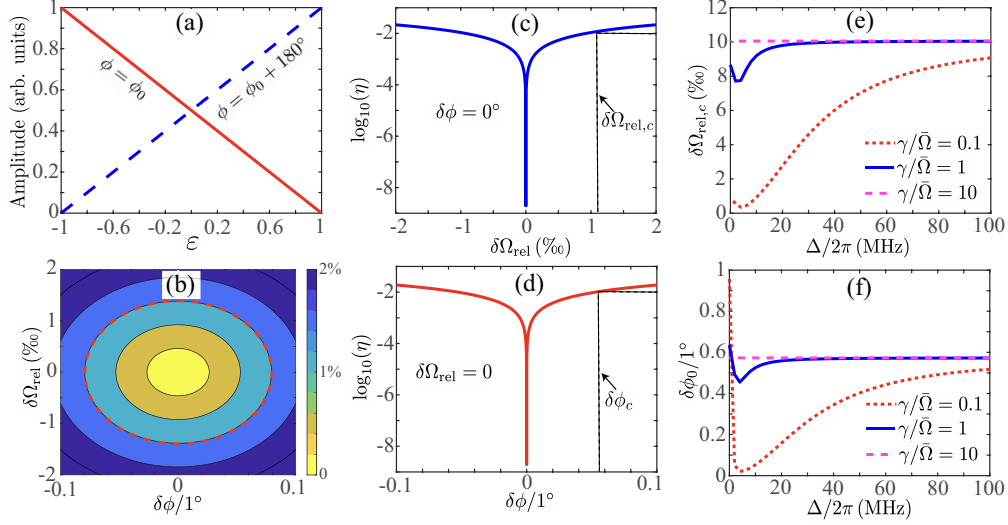 (a)
Amplitude (arb. units)
1
0.8
0.6
0.4
0.2
0
ϕ = ϕ₀
ϕ = ϕ₀ + 180°
-1 -0.6 -0.2 0.2 0.6 1
ε
(b)
δΩrel (‰)
2
1
0
-1
-2
2%
1%
0
-0.1 0 0.1
δϕ/1°
(c)
log₁₀(η)
0
-2
-4
-6
-8
δϕ = 0°
δΩrel,c
-2 -1 0 1 2
δΩrel (‰)
(d)
log₁₀(η)
0
-2
-4
-6
-9
δΩrel = 0
δϕc
-0.1 0 0.1
δϕ/1°
(e)
δΩrel,c (‰)
12
10
8
6
4
2
0
γ/Ω̄ = 0.1
γ/Ω̄ = 1
γ/Ω̄ = 10
0 20 40 60 80 100
Δ/2π (MHz)
(f)
δϕ₀/1°
1
0.8
0.6
0.4
0.2
0
γ/Ω̄ = 0.1
γ/Ω̄ = 1
γ/Ω̄ = 10
0 20 40 60 80 100
Δ/2π (MHz)